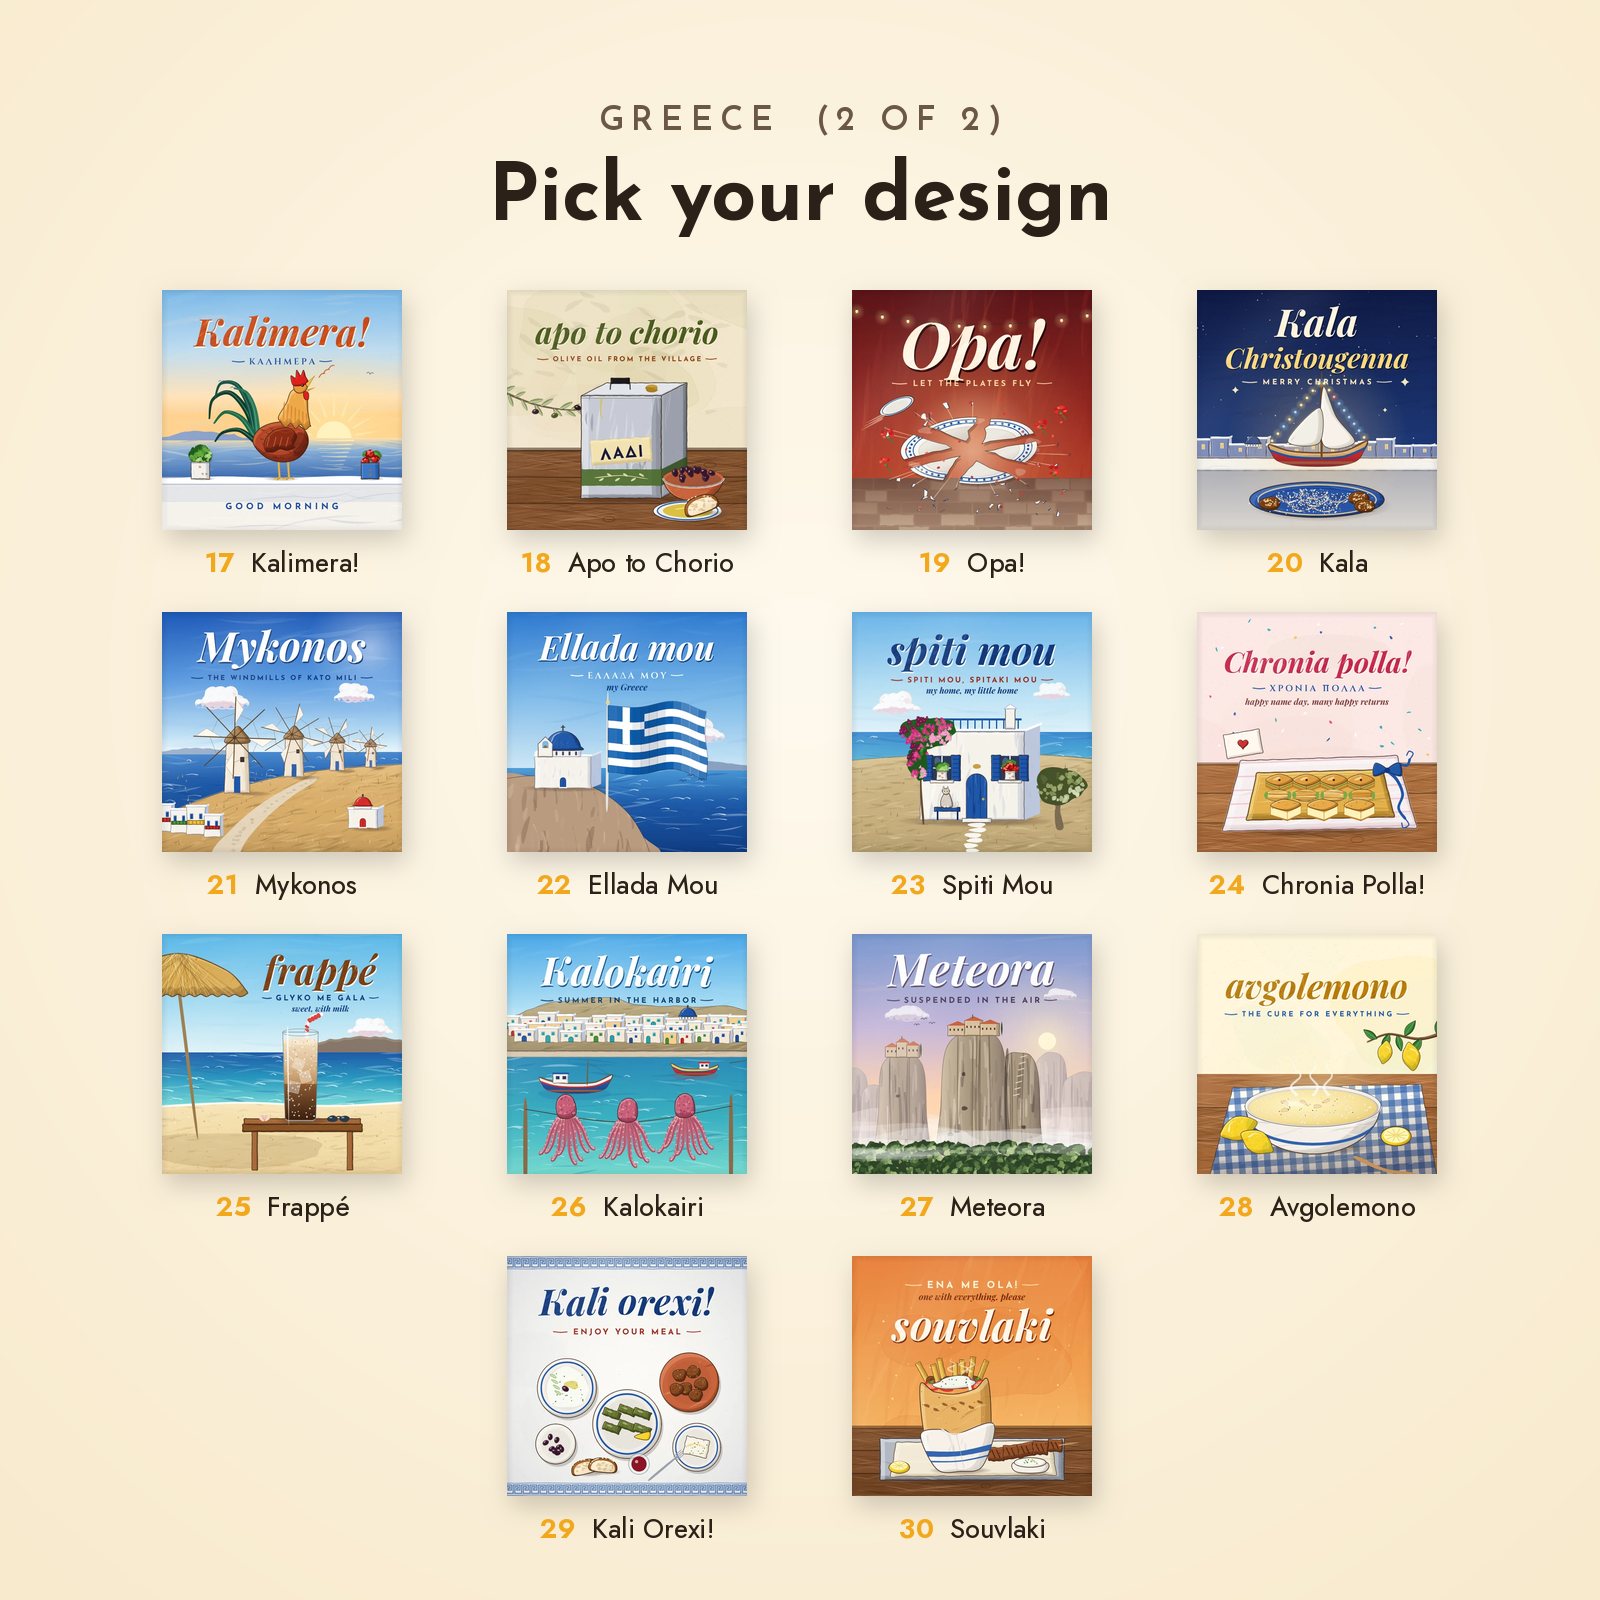 GREECE (2 OF 2)
Pick your design
Kalimera!
ΚΑΛΗΜΕΡΑ
GOOD MORNING
17 Kalimera!
apo to chorio
OLIVE OIL FROM THE VILLAGE
ΛΑΔΙ
18 Apo to Chorio
Opa!
LET THE PLATES FLY
19 Opa!
Kala
Christougenna
MERRY CHRISTMAS
20 Kala
Mykonos
THE WINDMILLS OF KATO MILI
21 Mykonos
Ellada mou
ΕΛΛΑΔΑ ΜΟΥ
my Greece
22 Ellada Mou
spiti mou
SPITI MOU, SPITAKI MOU
my home, my little home
23 Spiti Mou
Chronia polla!
ΧΡΟΝΙΑ ΠΟΛΛΑ
happy name day, many happy returns
24 Chronia Polla!
frappé
GLYKO ME GALA
sweet, with milk
25 Frappé
Kalokairi
SUMMER IN THE HARBOR
26 Kalokairi
Meteora
SUSPENDED IN THE AIR
27 Meteora
avgolemono
THE CURE FOR EVERYTHING
28 Avgolemono
Kali orexi!
ENJOY YOUR MEAL
29 Kali Orexi!
ENA ME OLA!
one with everything, please
souvlaki
30 Souvlaki